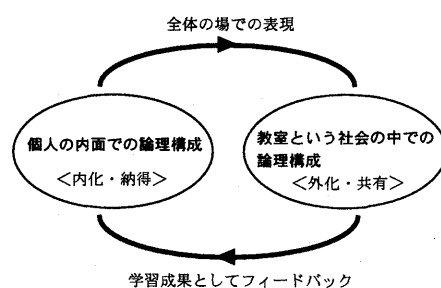 全体の場での表現
個人の内面での論理構成
＜内化・納得＞
教室という社会の中での
論理構成
＜外化・共有＞
学習成果としてフィードバック